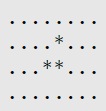 . . . . . . . .
. . . . * . . .
. . . * * . . .
. . . . . . . .